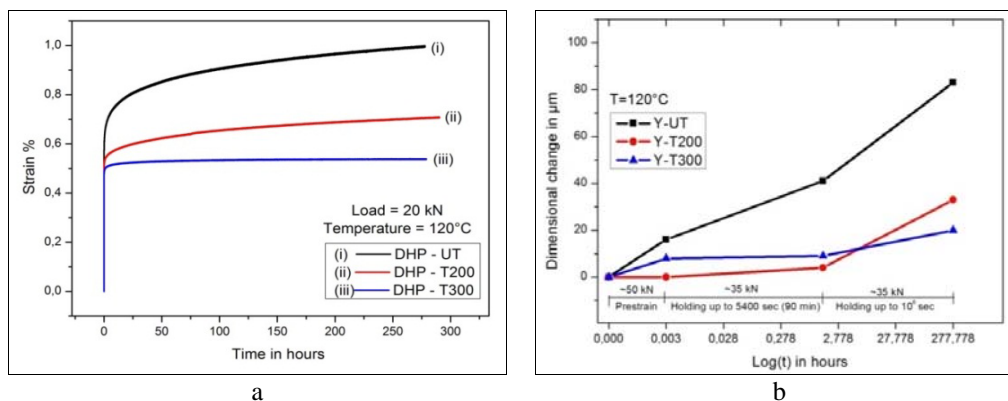 1,0
0,8
0,6
0,4
0,2
0,0
Strain %
(i)
(ii)
(iii)
Load = 20 kN
Temperature = 120°C
(i) DHP - UT
(ii) DHP - T200
(iii) DHP - T300
0 50 100 150 200 250 300
Time in hours
a
100
80
60
40
20
0
Dimensional change in µm
T=120°C
Y-UT
Y-T200
Y-T300
~50 kN ~35 kN ~35 kN
Prestrain Holding up to 5400 sec (90 min) Holding up to 10⁶ sec
0,000 0,003 0,028 0,278 2,778 27,778 277,778
Log(t) in hours
b